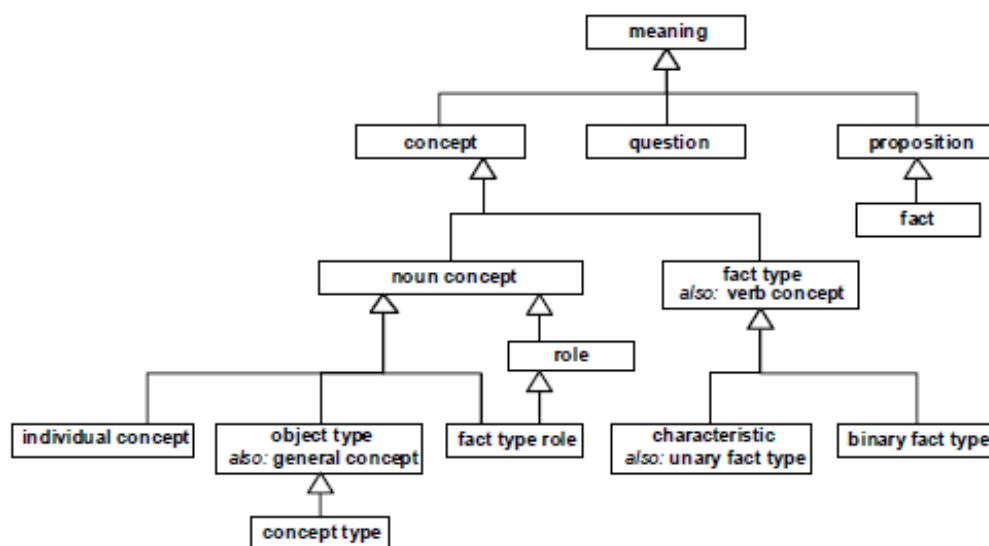 meaning
concept
question
proposition
fact
noun concept
fact type
also: verb concept
role
individual concept
object type
also: general concept
fact type role
characteristic
also: unary fact type
binary fact type
concept type